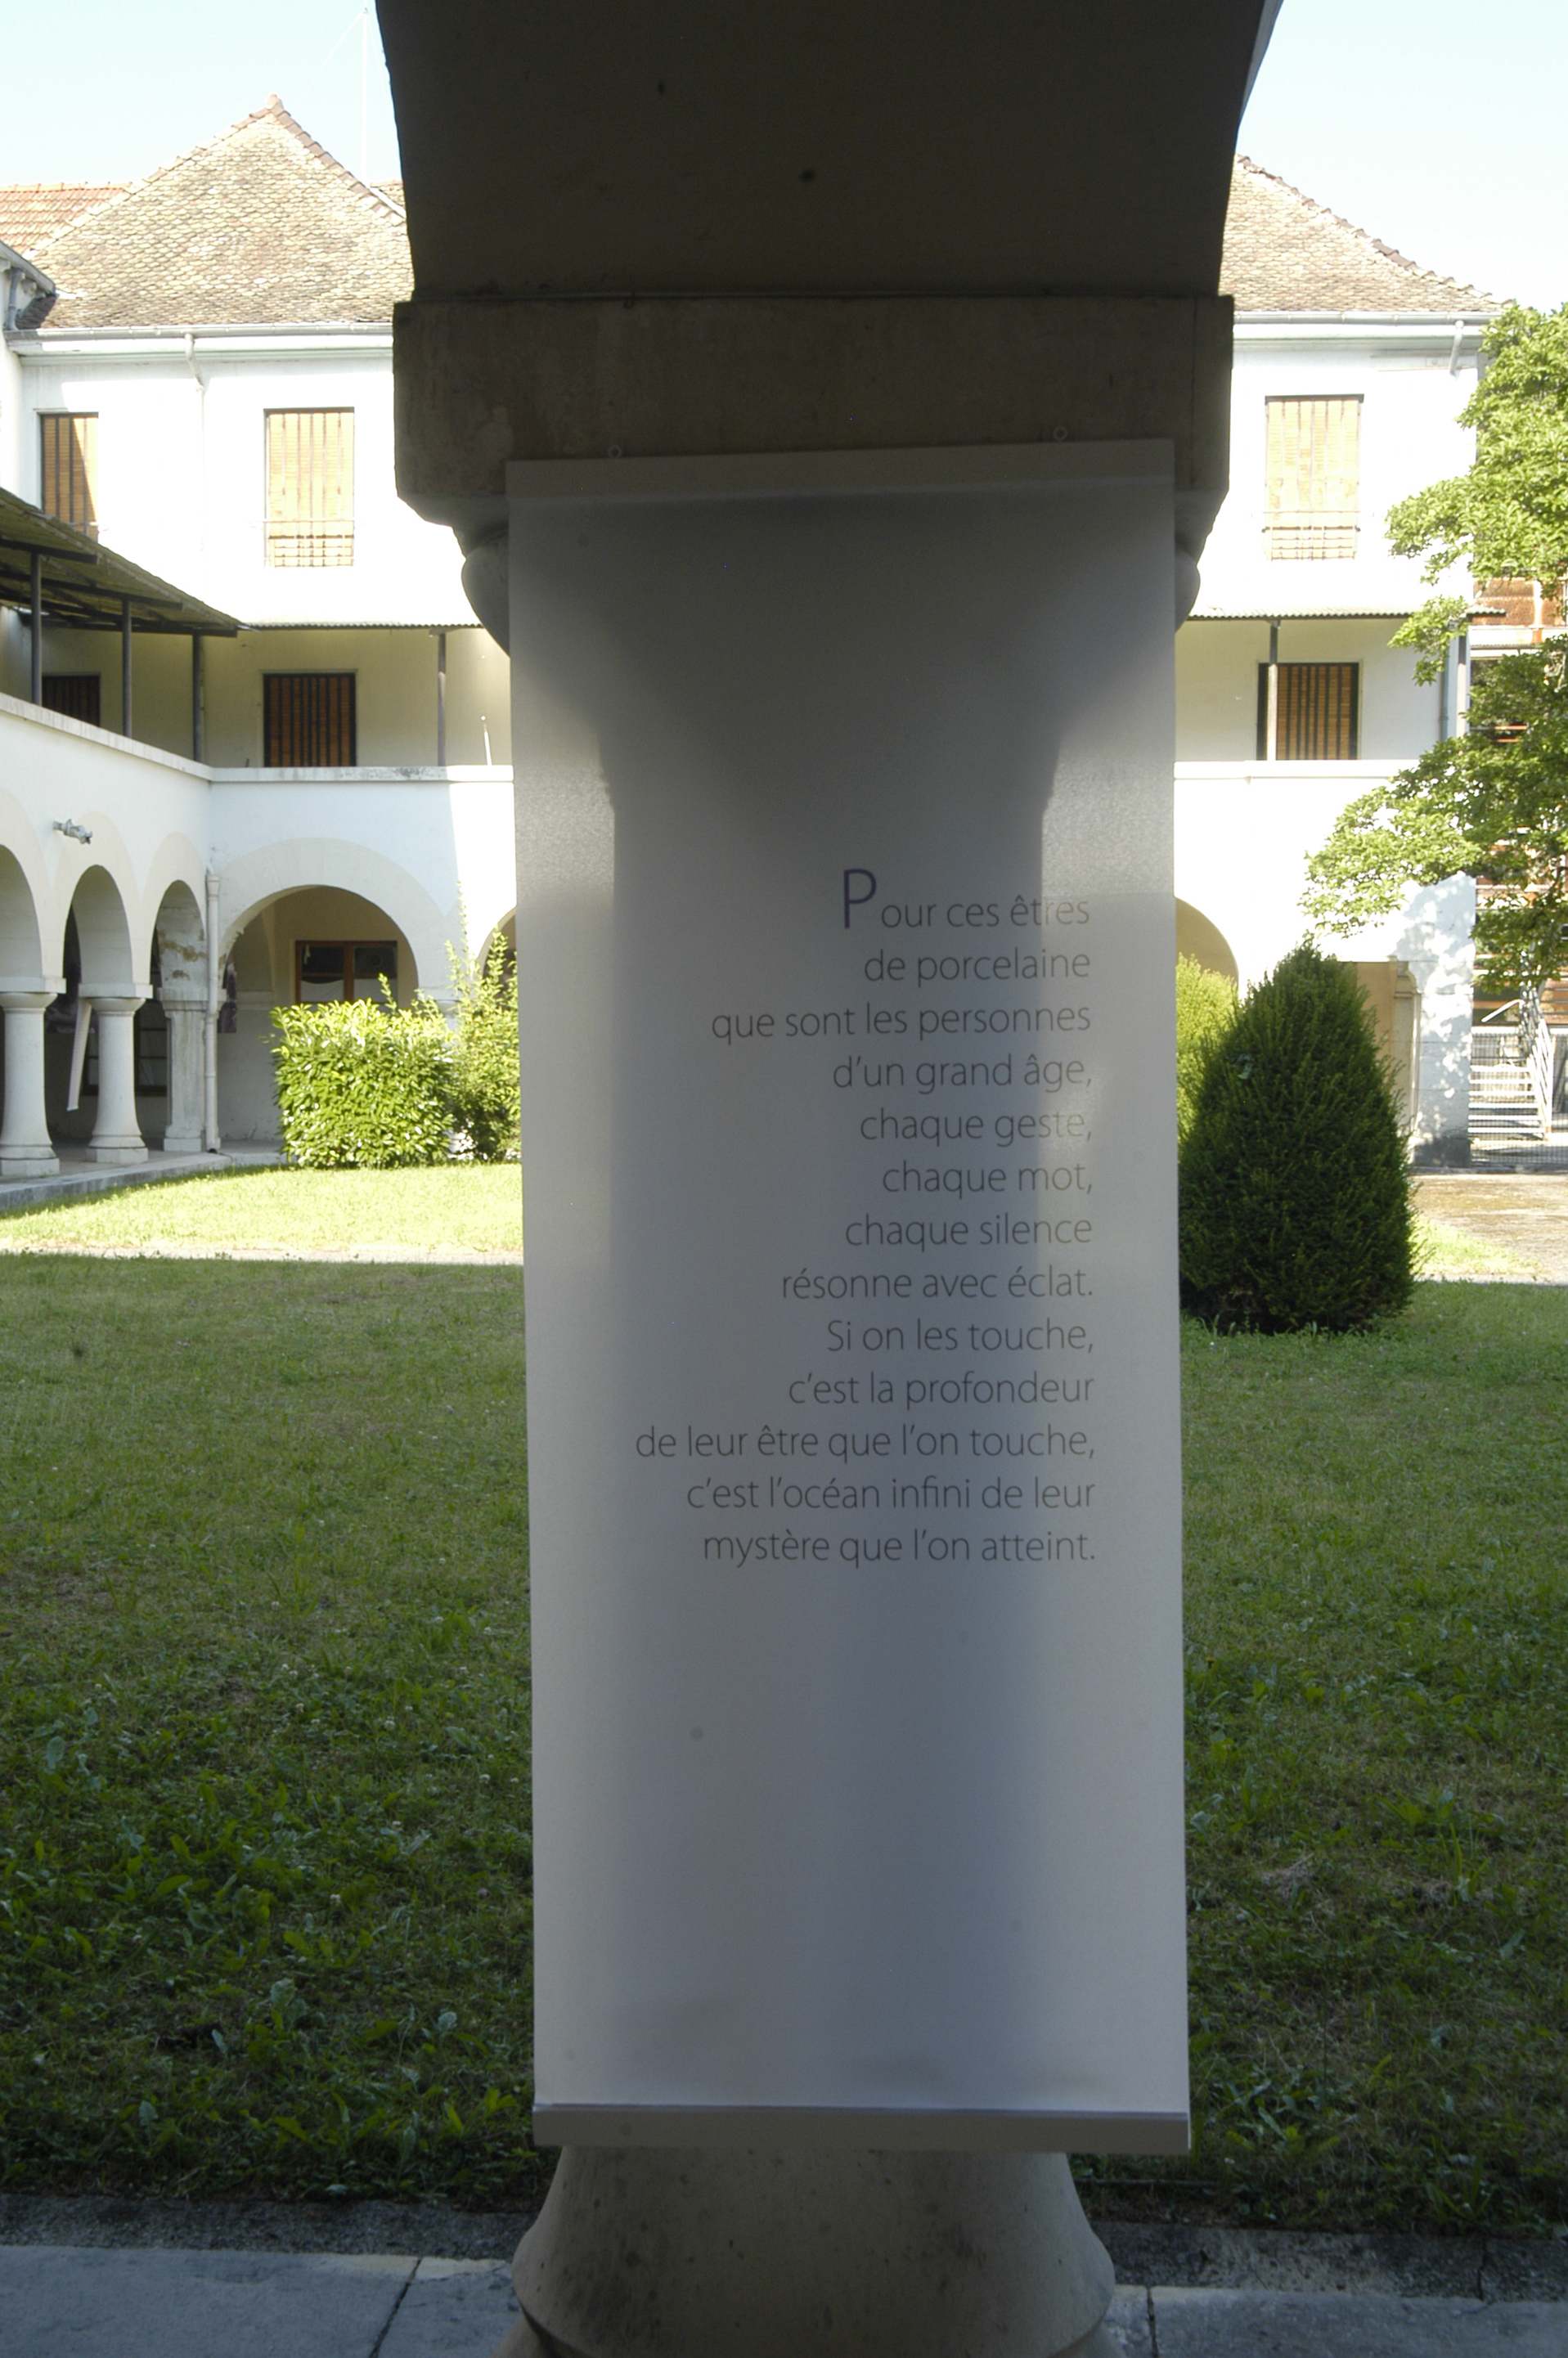 Pour ces êtres
de porcelaine
que sont les personnes
d'un grand âge,
chaque geste,
chaque mot,
chaque silence
résonne avec éclat.
Si on les touche,
c'est la profondeur
de leur être que l'on touche,
c'est l'océan infini de leur
mystère que l'on atteint.